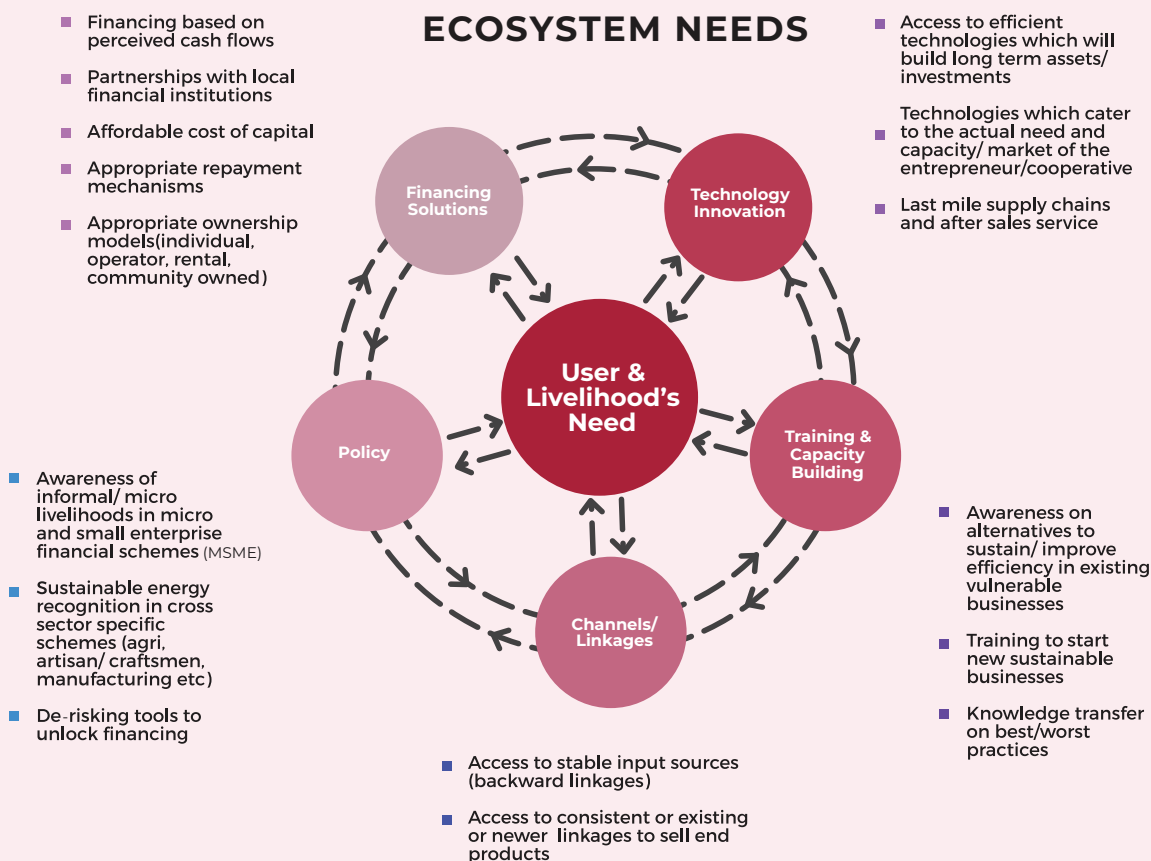 ECOSYSTEM NEEDS
Financing based on
perceived cash flows
Partnerships with local
financial institutions
Affordable cost of capital
Appropriate repayment
mechanisms
Appropriate ownership
models(individual,
operator, rental,
community owned)
Access to efficient
technologies which will
build long term assets/
investments
Technologies which cater
to the actual need and
capacity/ market of the
entrepreneur/cooperative
Last mile supply chains
and after sales service
Financing
Solutions
Technology
Innovation
User &
Livelihood's
Need
Policy
Training &
Capacity
Building
Channels/
Linkages
Awareness of
informal/ micro
livelihoods in micro
and small enterprise
financial schemes (MSME)
Sustainable energy
recognition in cross
sector specific
schemes (agri,
artisan/ craftsmen,
manufacturing etc)
De-risking tools to
unlock financing
Awareness on
alternatives to
sustain/ improve
efficiency in existing
vulnerable
businesses
Training to start
new sustainable
businesses
Knowledge transfer
on best/worst
practices
Access to stable input sources
(backward linkages)
Access to consistent or existing
or newer linkages to sell end
products